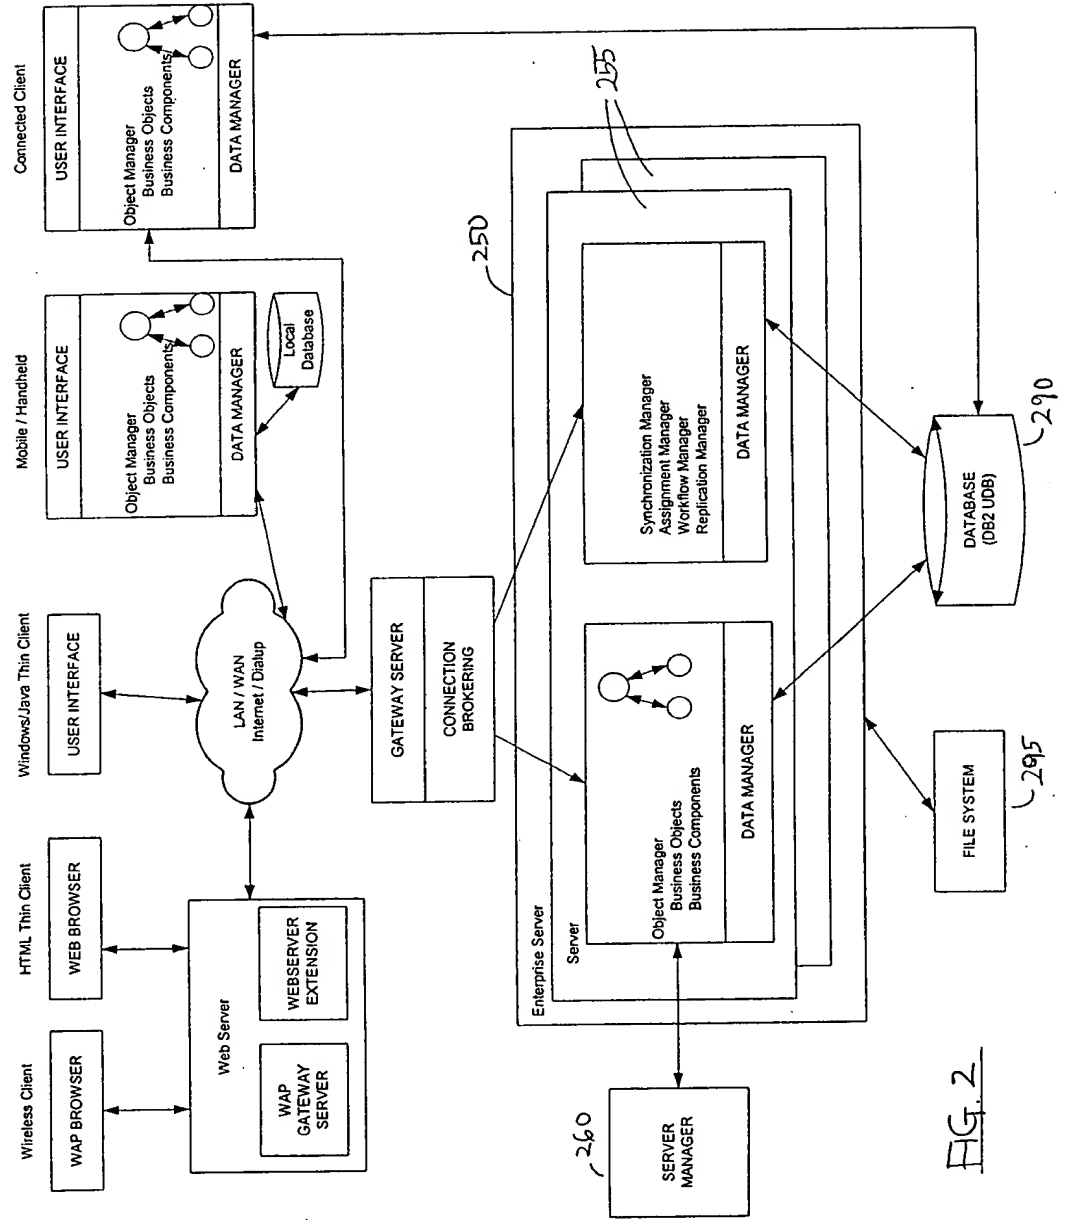 Wireless Client
WAP BROWSER
HTML Thin Client
WEB BROWSER
Windows/Java Thin Client
USER INTERFACE
Mobile / Handheld
USER INTERFACE
Object Manager
Business Objects
Business Components
DATA MANAGER
Local
Database
Connected Client
USER INTERFACE
Object Manager
Business Objects
Business Components
DATA MANAGER
Web Server
WAP
GATEWAY
SERVER
WEBSERVER
EXTENSION
LAN / WAN
Internet / Dialup
GATEWAY SERVER
CONNECTION
BROKERING
250
255
Enterprise Server
Server
Object Manager
Business Objects
Business Components
DATA MANAGER
Synchronization Manager
Assignment Manager
Workflow Manager
Replication Manager
DATA MANAGER
260
SERVER
MANAGER
FILE SYSTEM
295
DATABASE
(DB2 UDB)
290
FIG. 2